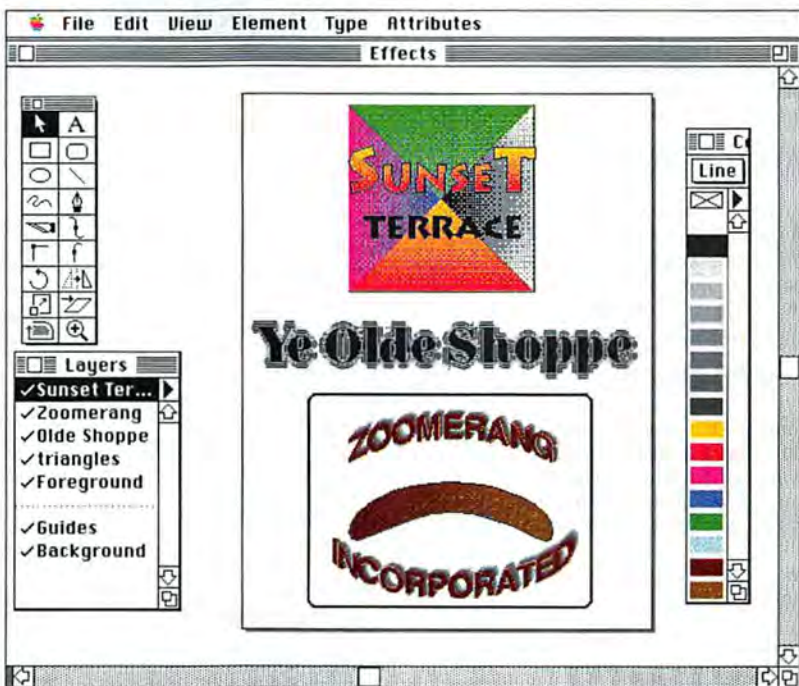 File Edit View Element Type Attributes
Effects
A
Line
Layers
✓Sunset Ter...
✓Zoomerang
✓Olde Shoppe
✓triangles
✓Foreground
✓Guides
✓Background
SUNSET
TERRACE
Ye Olde Shoppe
ZOOMERANG
INCORPORATED